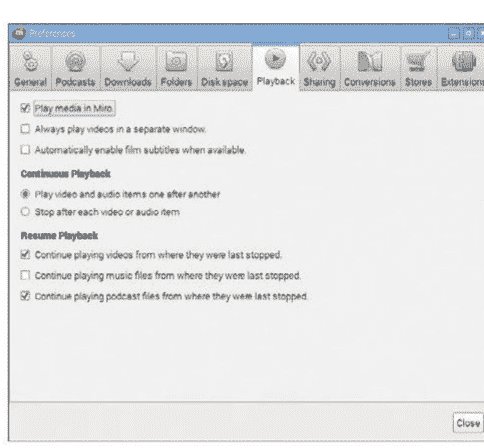 Preferences
General Podcasts Downloads Folders Disk space Playback Sharing Conversions Stores Extensions
Play media in Miro.
Always play videos in a separate window.
Automatically enable film subtitles when available.
Continuous Playback
Play video and audio items one after another
Stop after each video or audio item
Resume Playback
Continue playing videos from where they were last stopped.
Continue playing music files from where they were last stopped.
Continue playing podcast files from where they were last stopped.
Close